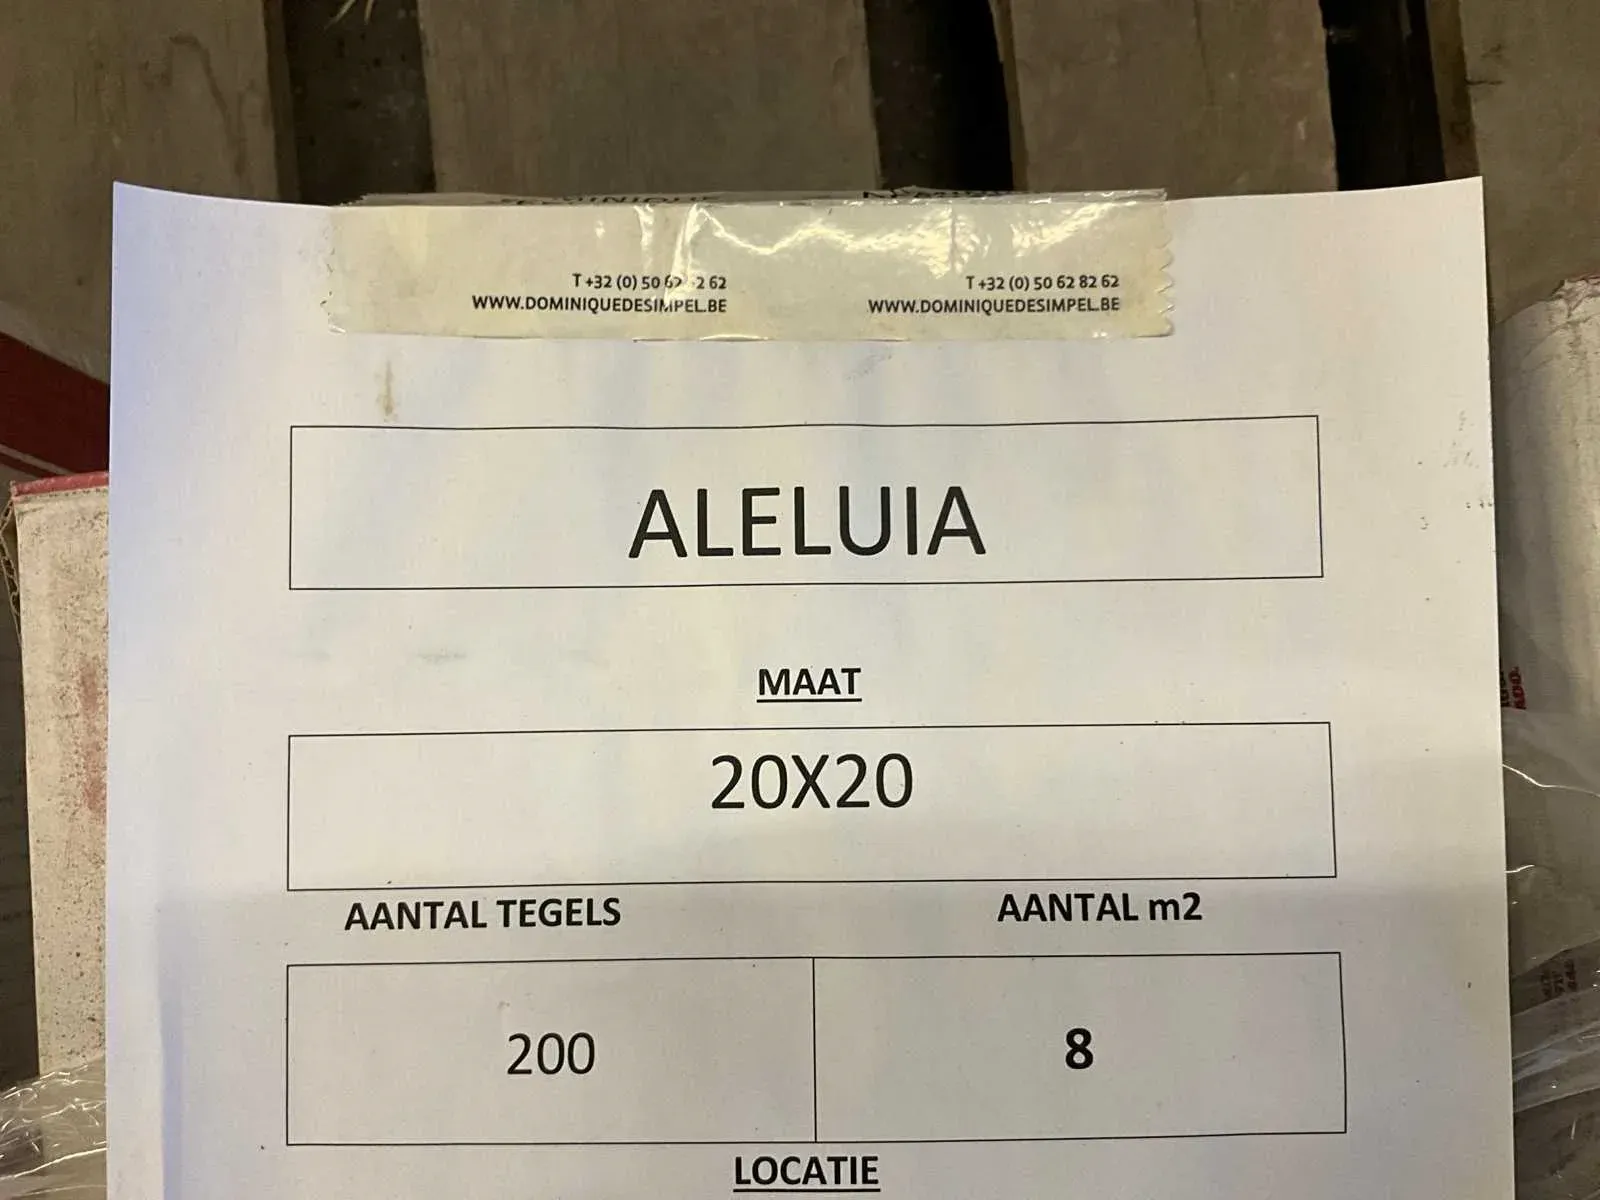 T +32 (0) 50 62 2 62
WWW.DOMINIQUEDESIMPEL.BE
T +32 (0) 50 62 82 62
WWW.DOMINIQUEDESIMPEL.BE
ALELUIA
MAAT
20X20
AANTAL TEGELS
AANTAL m2
200
8
LOCATIE